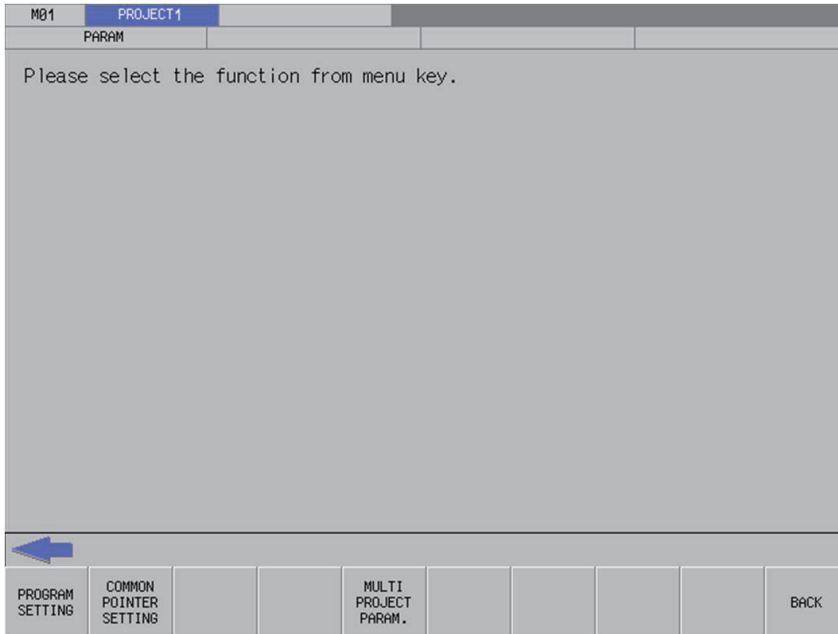 M01 PROJECT1
PARAM
Please select the function from menu key.
PROGRAM SETTING
COMMON POINTER SETTING
MULTI PROJECT PARAM.
BACK